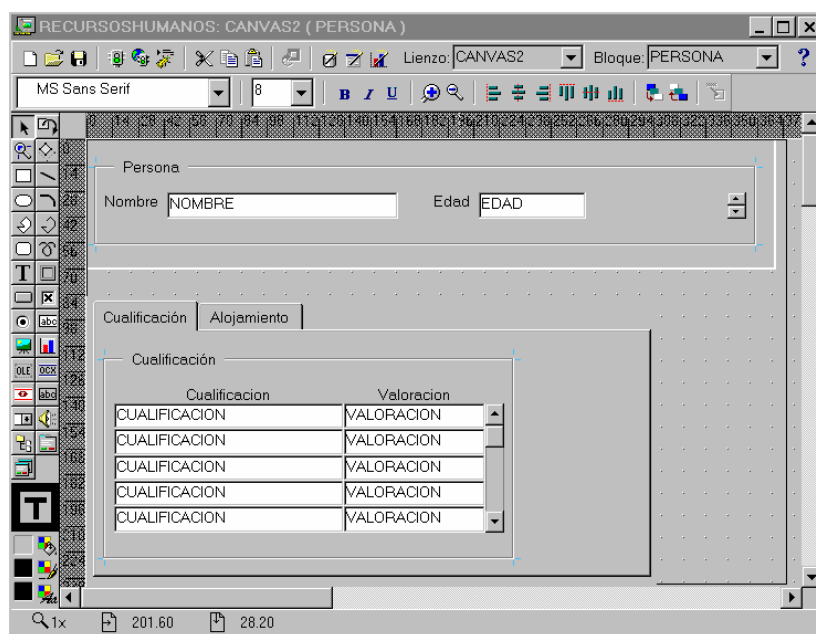 RECURSOSHUMANOS: CANVAS2 ( PERSONA )
Lienzo: CANVAS2 Bloque: PERSONA ?
MS Sans Serif 8 B I U
Persona
Nombre NOMBRE Edad EDAD
Cualificación Alojamiento
Cualificación
Cualificacion Valoracion
CUALIFICACION VALORACION
CUALIFICACION VALORACION
CUALIFICACION VALORACION
CUALIFICACION VALORACION
CUALIFICACION VALORACION
1x 201.60 28.20